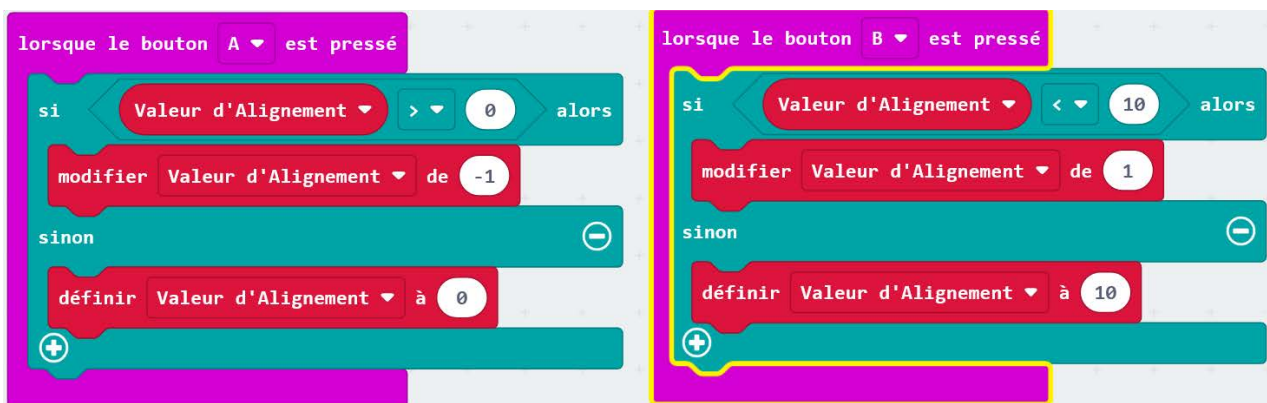 lorsque le bouton A est pressé
si Valeur d'Alignement > 0 alors
modifier Valeur d'Alignement de -1
sinon
définir Valeur d'Alignement à 0
lorsque le bouton B est pressé
si Valeur d'Alignement < 10 alors
modifier Valeur d'Alignement de 1
sinon
définir Valeur d'Alignement à 10